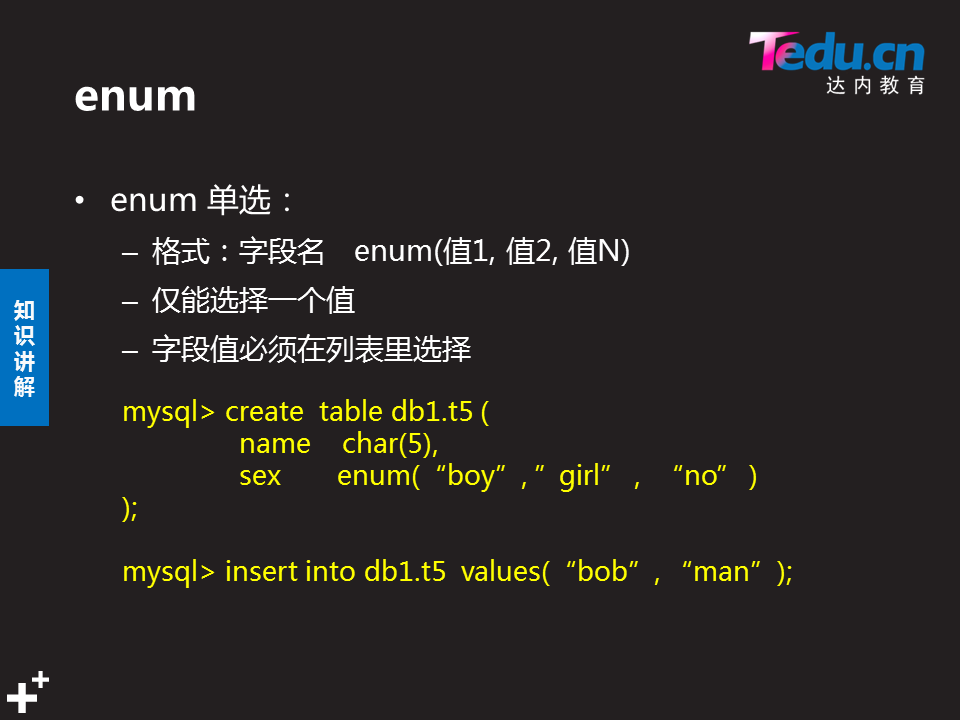 Tedu.cn
达内教育
enum
• enum 单选：
– 格式：字段名 enum(值1, 值2, 值N)
– 仅能选择一个值
– 字段值必须在列表里选择
知识讲解
mysql> create table db1.t5 (
name char(5),
sex enum(“boy”, ”girl” , “no” )
);
mysql> insert into db1.t5 values(“bob”, “man”);